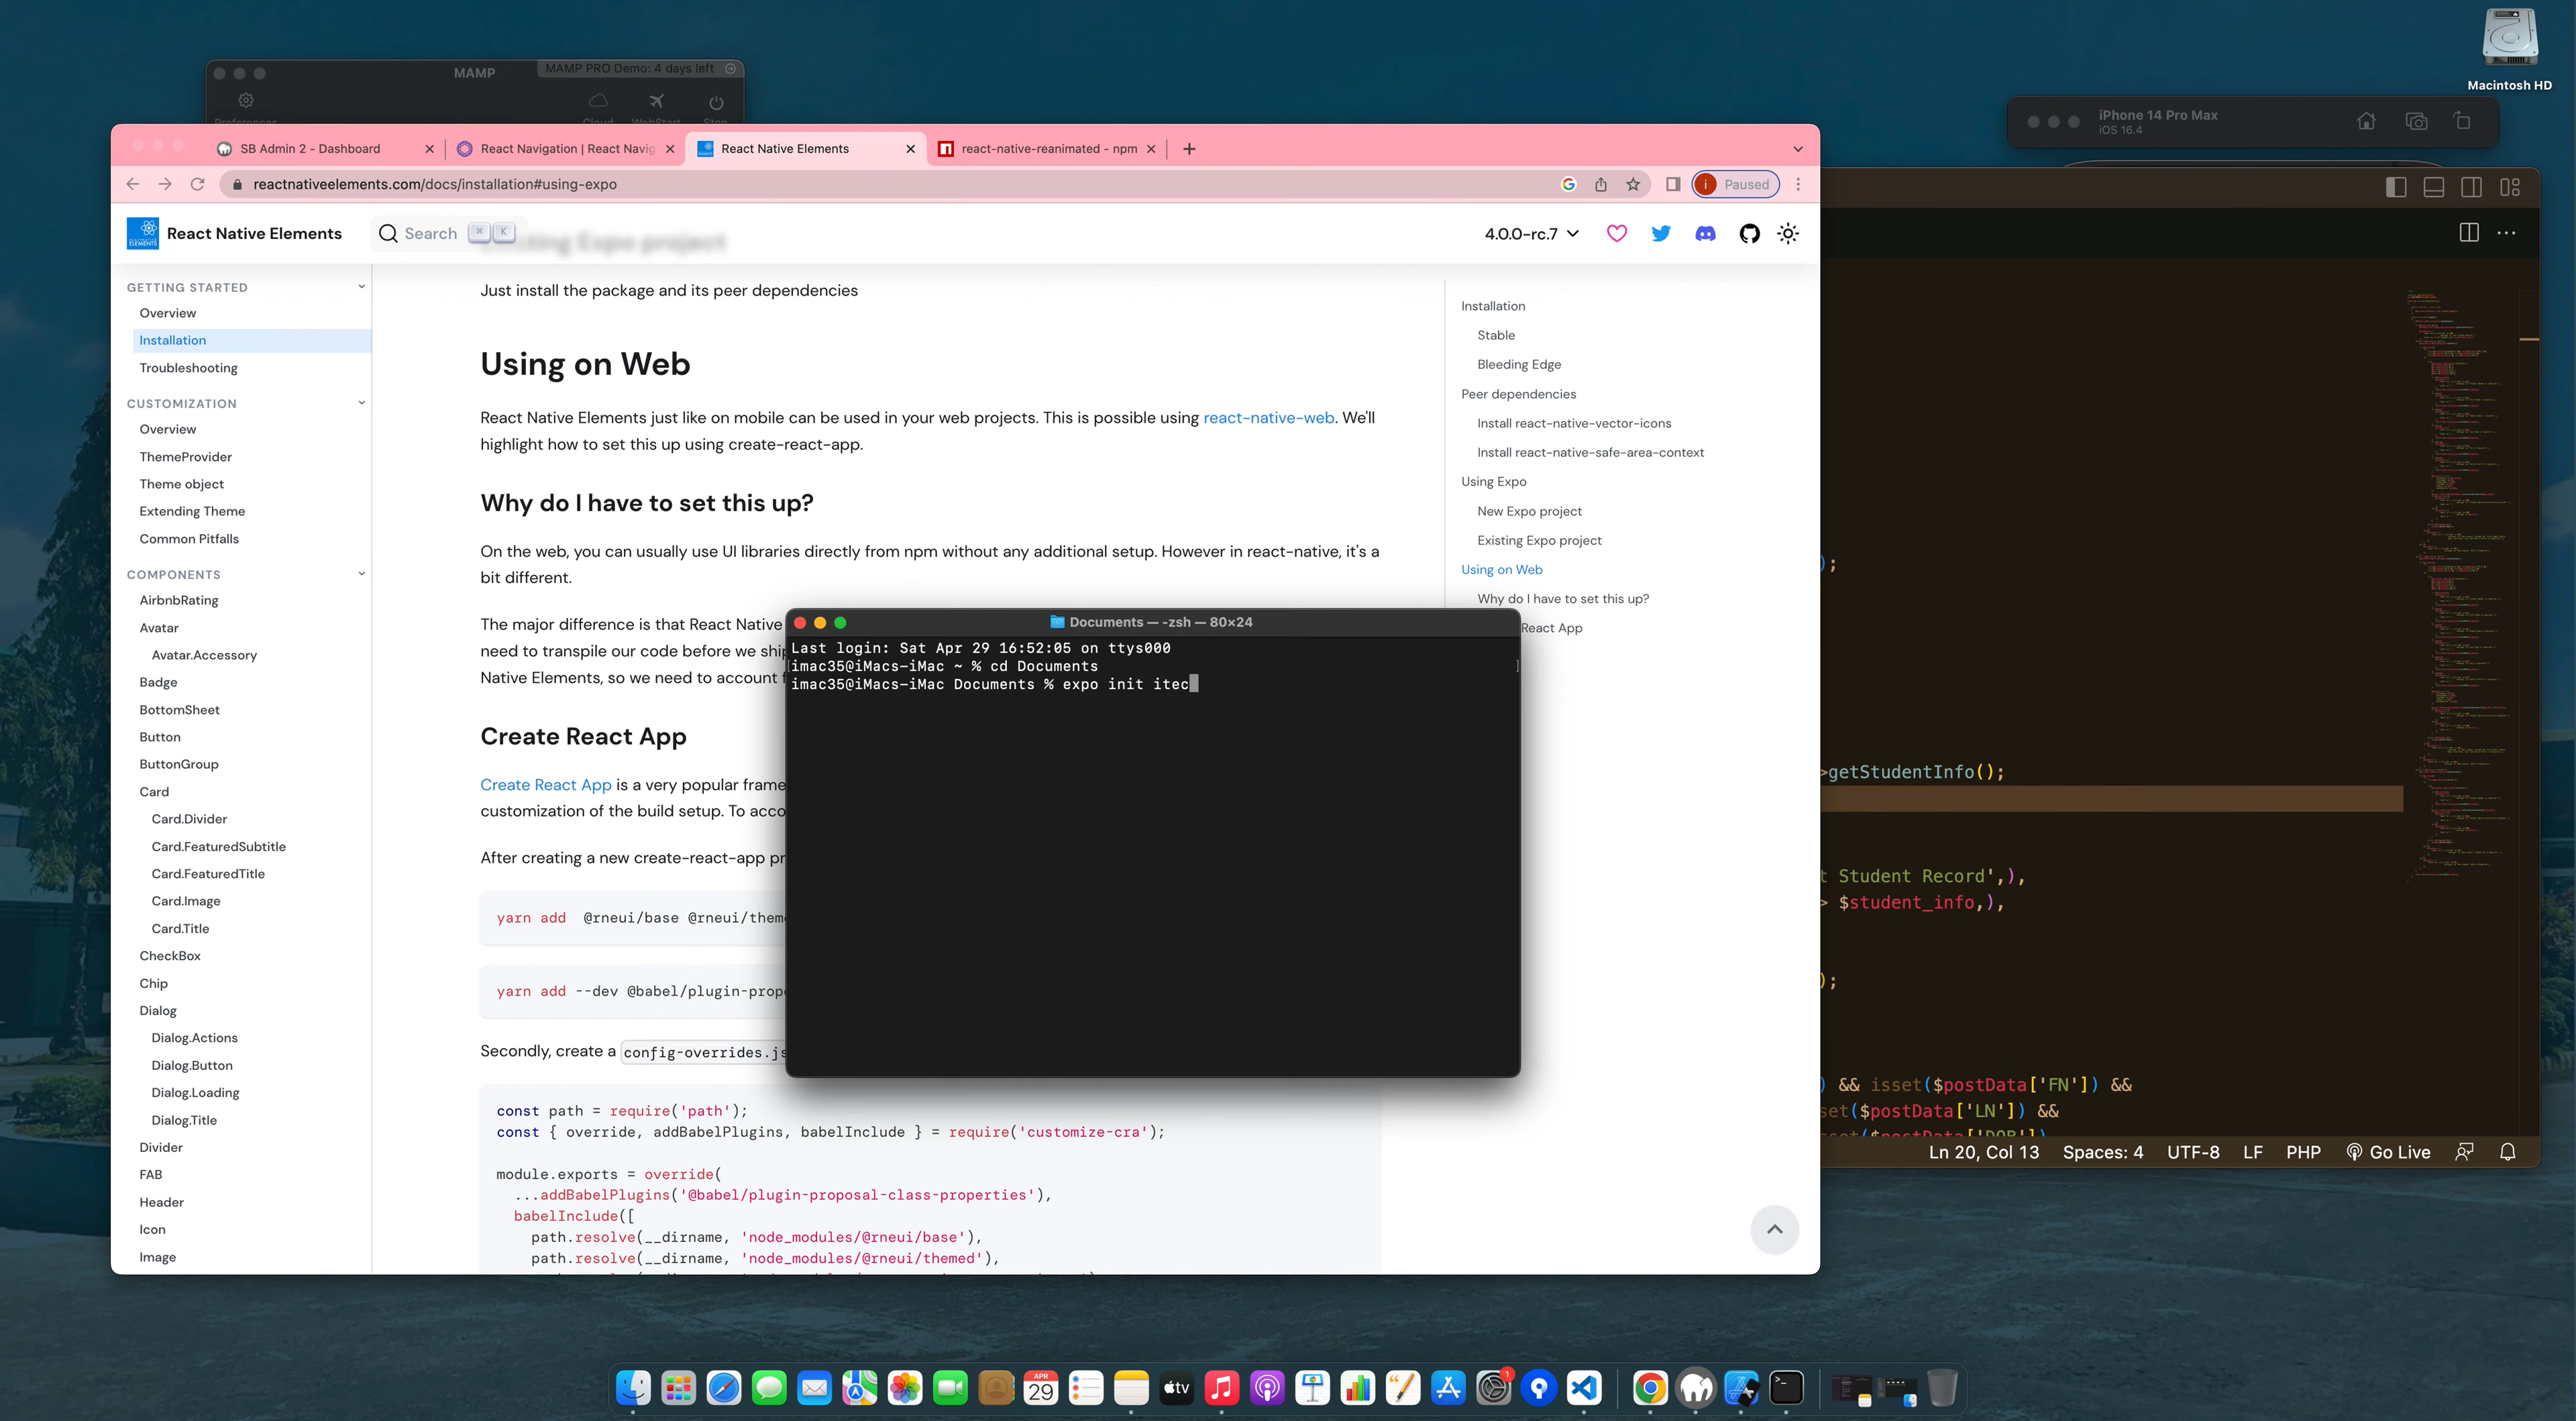 Macintosh HD
MAMP
MAMP PRO Demo: 4 days left
Preferences
Cloud
WebStart
Stop
iPhone 14 Pro Max
iOS 16.4
SB Admin 2 - Dashboard
React Navigation | React Navig
React Native Elements
react-native-reanimated - npm
reactnativeelements.com/docs/installation#using-expo
Paused
React Native Elements
Search ⌘ K
4.0.0-rc.7
GETTING STARTED
Overview
Installation
Troubleshooting
CUSTOMIZATION
Overview
ThemeProvider
Theme object
Extending Theme
Common Pitfalls
COMPONENTS
AirbnbRating
Avatar
Avatar.Accessory
Badge
BottomSheet
Button
ButtonGroup
Card
Card.Divider
Card.FeaturedSubtitle
Card.FeaturedTitle
Card.Image
Card.Title
CheckBox
Chip
Dialog
Dialog.Actions
Dialog.Button
Dialog.Loading
Dialog.Title
Divider
FAB
Header
Icon
Image
Existing Expo project
Just install the package and its peer dependencies
Using on Web
React Native Elements just like on mobile can be used in your web projects. This is possible using react-native-web. We'll
highlight how to set this up using create-react-app.
Why do I have to set this up?
On the web, you can usually use UI libraries directly from npm without any additional setup. However in react-native, it's a
bit different.
The major difference is that React Native
need to transpile our code before we ship
Native Elements, so we need to account
Create React App
Create React App is a very popular frame
customization of the build setup. To acco
After creating a new create-react-app pr
yarn add @rneui/base @rneui/them
yarn add --dev @babel/plugin-prop
Secondly, create a config-overrides.js
const path = require('path');
const { override, addBabelPlugins, babelInclude } = require('customize-cra');
module.exports = override(
...addBabelPlugins('@babel/plugin-proposal-class-properties'),
babelInclude([
path.resolve(__dirname, 'node_modules/@rneui/base'),
path.resolve(__dirname, 'node_modules/@rneui/themed'),
Installation
Stable
Bleeding Edge
Peer dependencies
Install react-native-vector-icons
Install react-native-safe-area-context
Using Expo
New Expo project
Existing Expo project
Using on Web
Why do I have to set this up?
React App
Documents — -zsh — 80×24
Last login: Sat Apr 29 16:52:05 on ttys000
[imac35@iMacs-iMac ~ % cd Documents ]
imac35@iMacs-iMac Documents % expo init itec
);
>getStudentInfo();
t Student Record',),
> $student_info,),
);
) && isset($postData['FN']) &&
set($postData['LN']) &&
Ln 20, Col 13 Spaces: 4 UTF-8 LF PHP Go Live
APR
29
tv
1